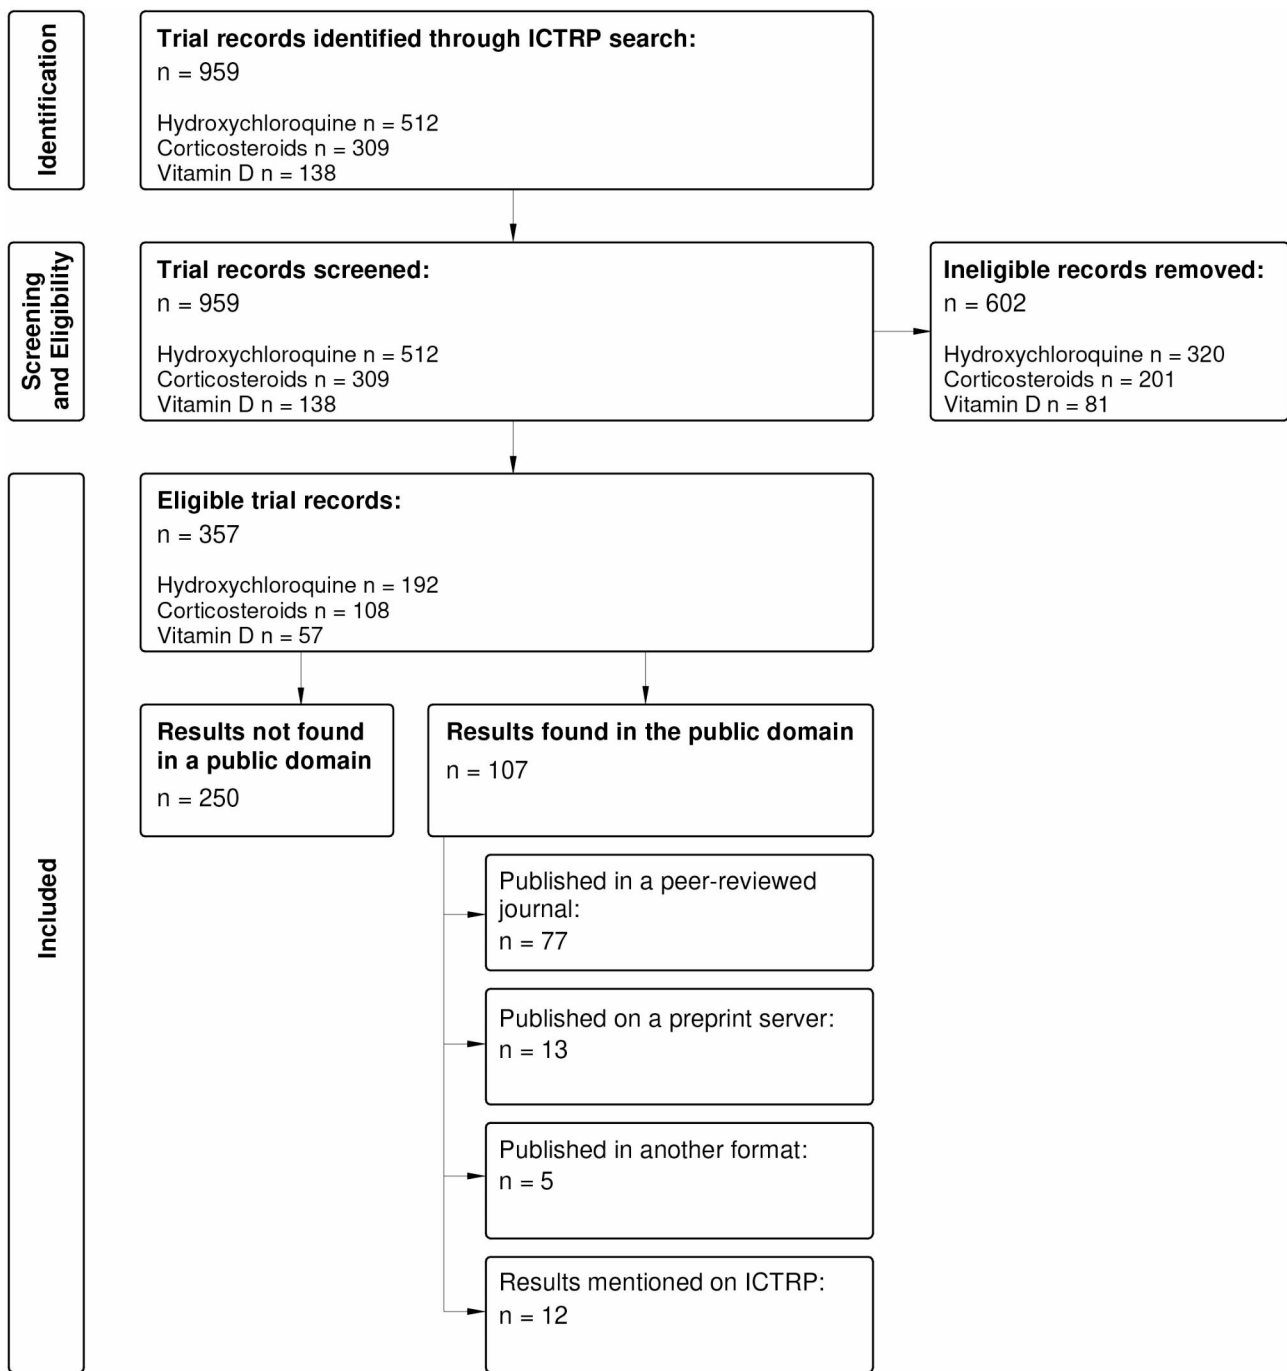 Identification
Trial records identified through ICTRP search:
n = 959
Hydroxychloroquine n = 512
Corticosteroids n = 309
Vitamin D n = 138
Screening
and Eligibility
Trial records screened:
n = 959
Hydroxychloroquine n = 512
Corticosteroids n = 309
Vitamin D n = 138
Ineligible records removed:
n = 602
Hydroxychloroquine n = 320
Corticosteroids n = 201
Vitamin D n = 81
Included
Eligible trial records:
n = 357
Hydroxychloroquine n = 192
Corticosteroids n = 108
Vitamin D n = 57
Results not found
in a public domain
n = 250
Results found in the public domain
n = 107
Published in a peer-reviewed
journal:
n = 77
Published on a preprint server:
n = 13
Published in another format:
n = 5
Results mentioned on ICTRP:
n = 12